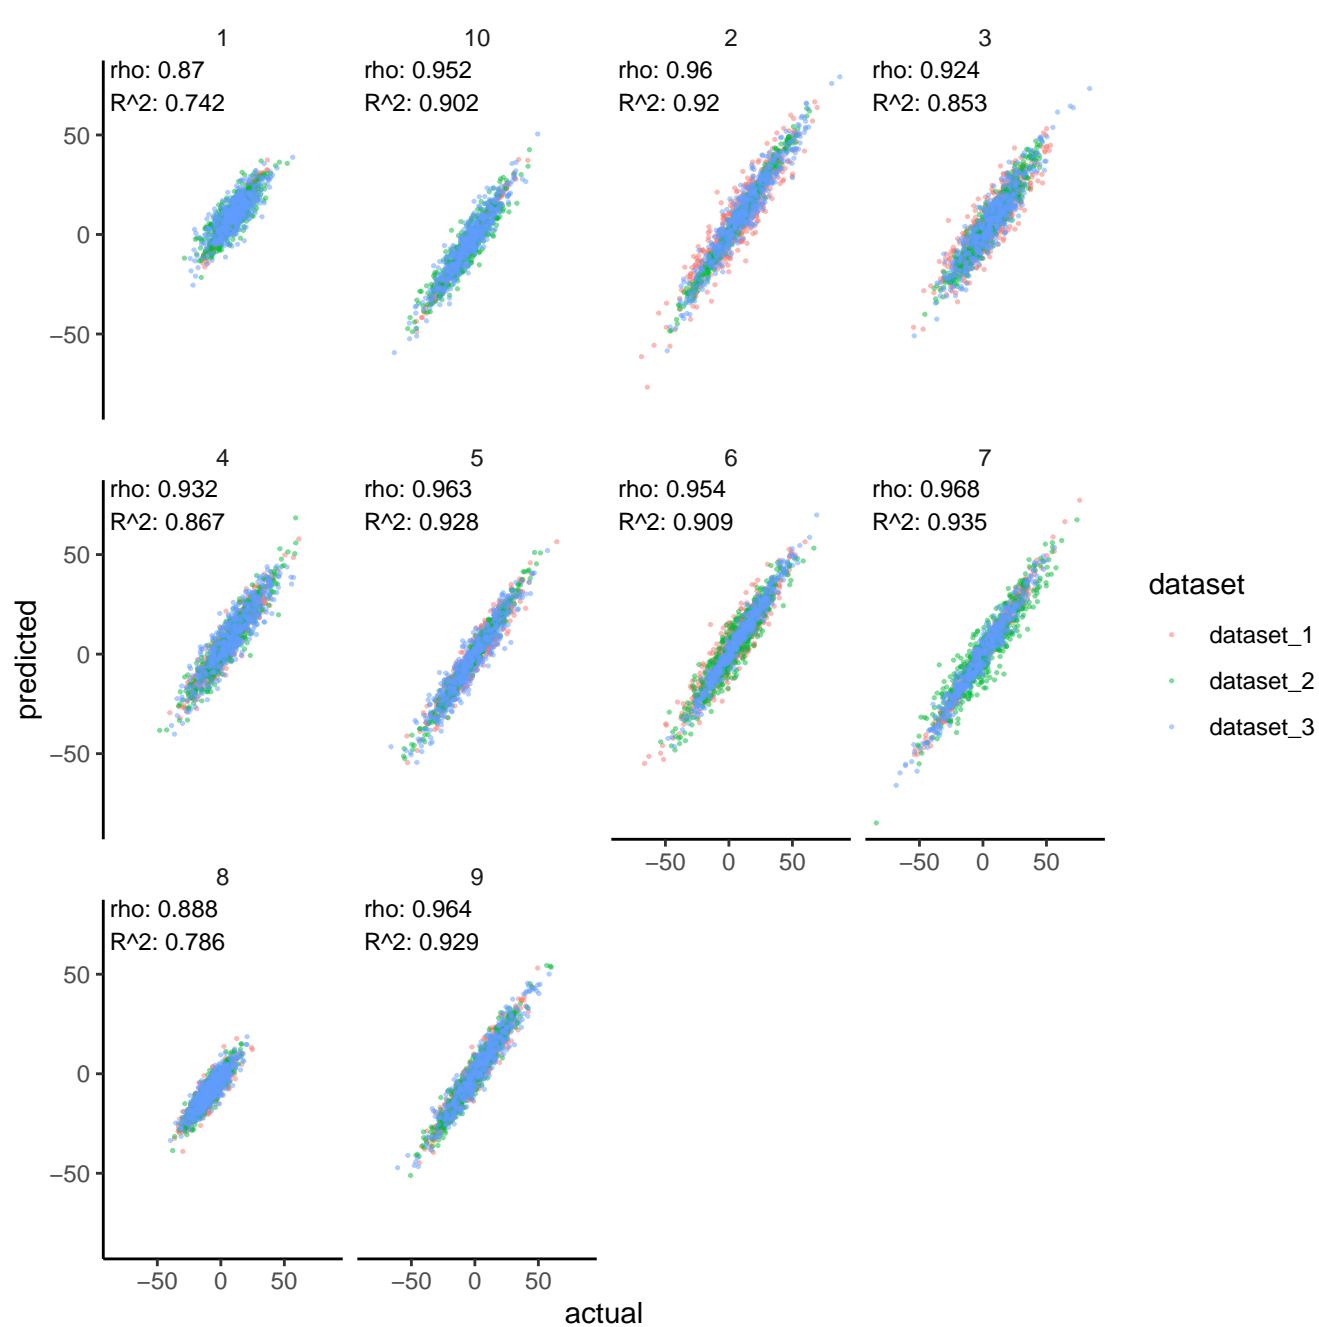 1
rho: 0.87
R^2: 0.742
10
rho: 0.952
R^2: 0.902
2
rho: 0.96
R^2: 0.92
3
rho: 0.924
R^2: 0.853
50
0
−50
4
rho: 0.932
R^2: 0.867
5
rho: 0.963
R^2: 0.928
6
rho: 0.954
R^2: 0.909
7
rho: 0.968
R^2: 0.935
50
0
−50
−50 0 50
−50 0 50
8
rho: 0.888
R^2: 0.786
9
rho: 0.964
R^2: 0.929
50
0
−50
−50 0 50
−50 0 50
actual
predicted
dataset
dataset_1
dataset_2
dataset_3